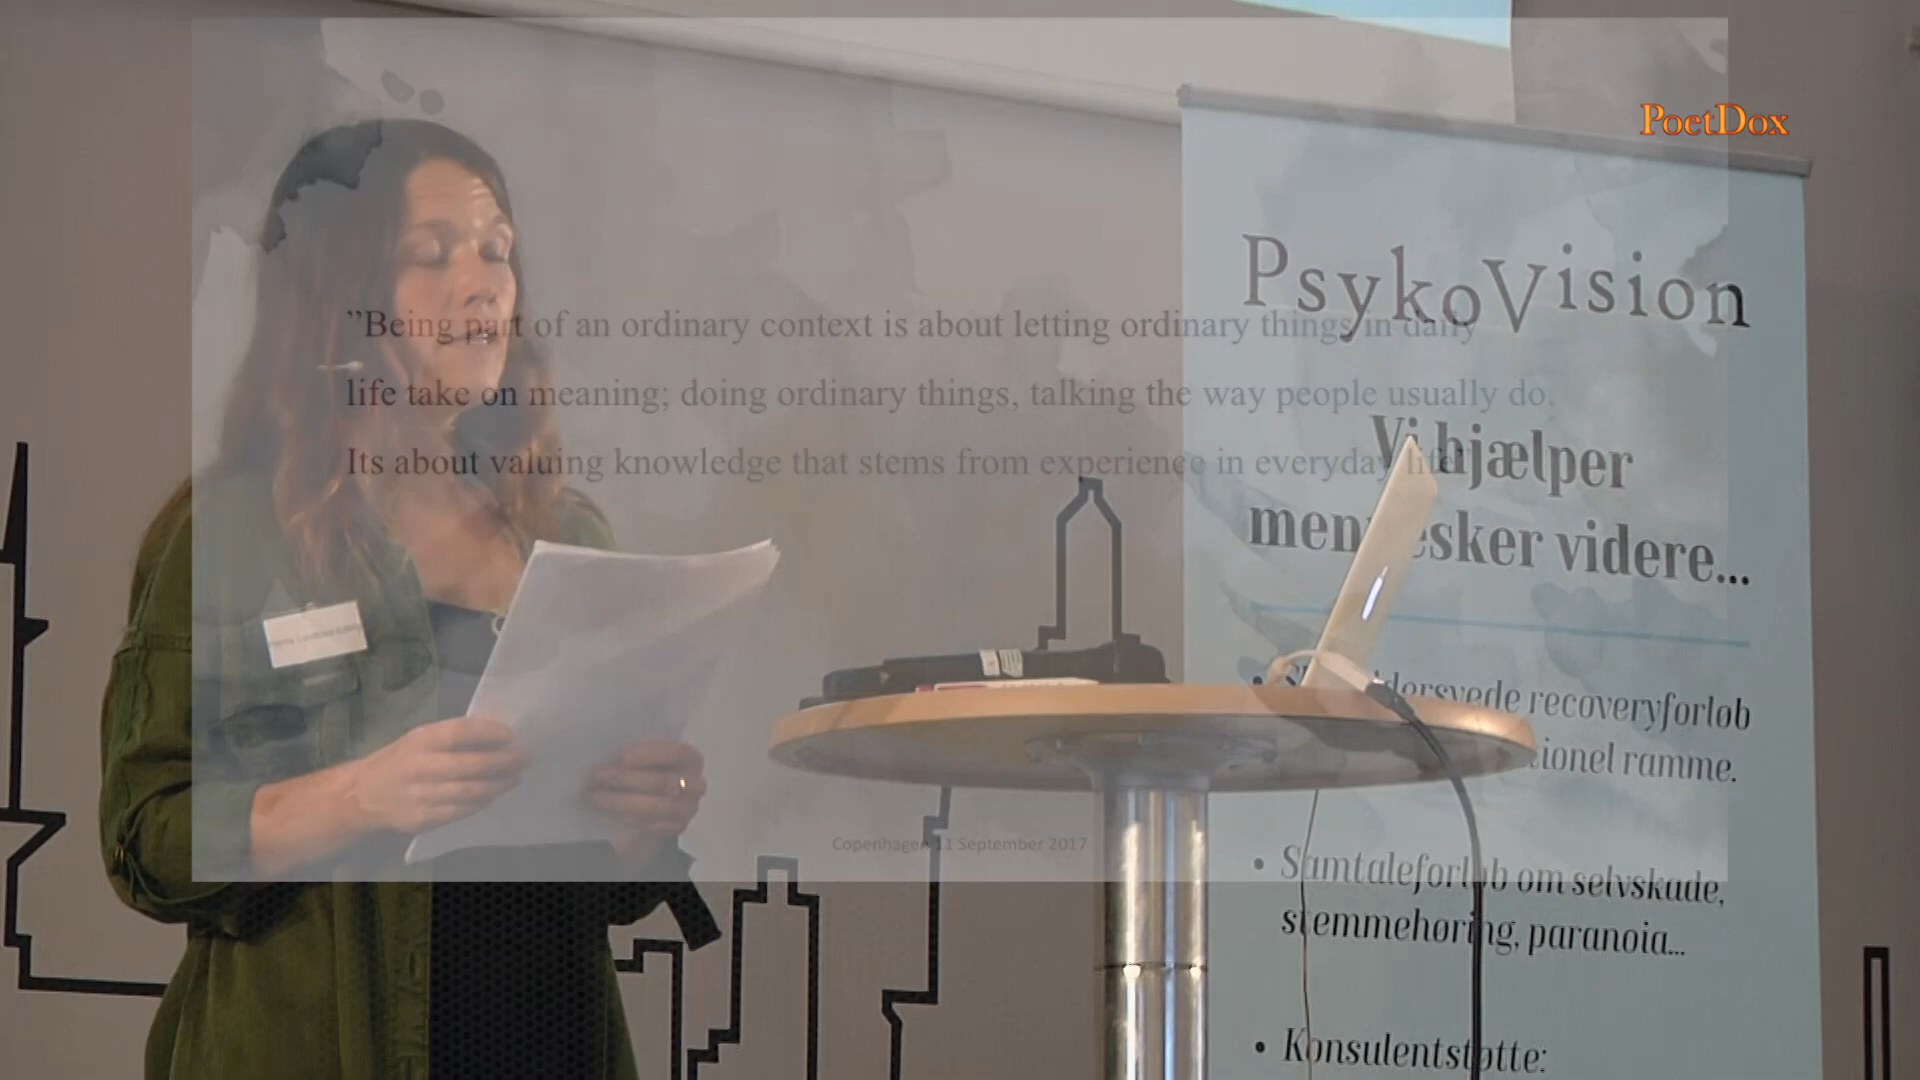 PoetDox
PsykoVision
”Being part of an ordinary context is about letting ordinary things in daily
life take on meaning; doing ordinary things, talking the way people usually do.
Its about valuing knowledge that stems from experience in everyday life”
Vi hjælper
mennesker videre...
recoveryforløb
ramme.
Copenhagen 11 September 2017
• Samtaleforløb om selvskade,
stemmehøring, paranoia...
• Konsulentstøtte: